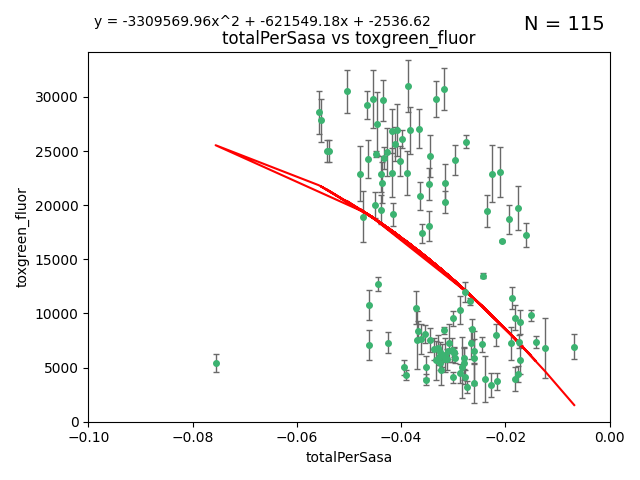 y = -3309569.96x^2 + -621549.18x + -2536.62
N = 115
totalPerSasa vs toxgreen_fluor
30000
25000
20000
15000
10000
5000
0
toxgreen_fluor
−0.10
−0.08
−0.06
−0.04
−0.02
0.00
totalPerSasa